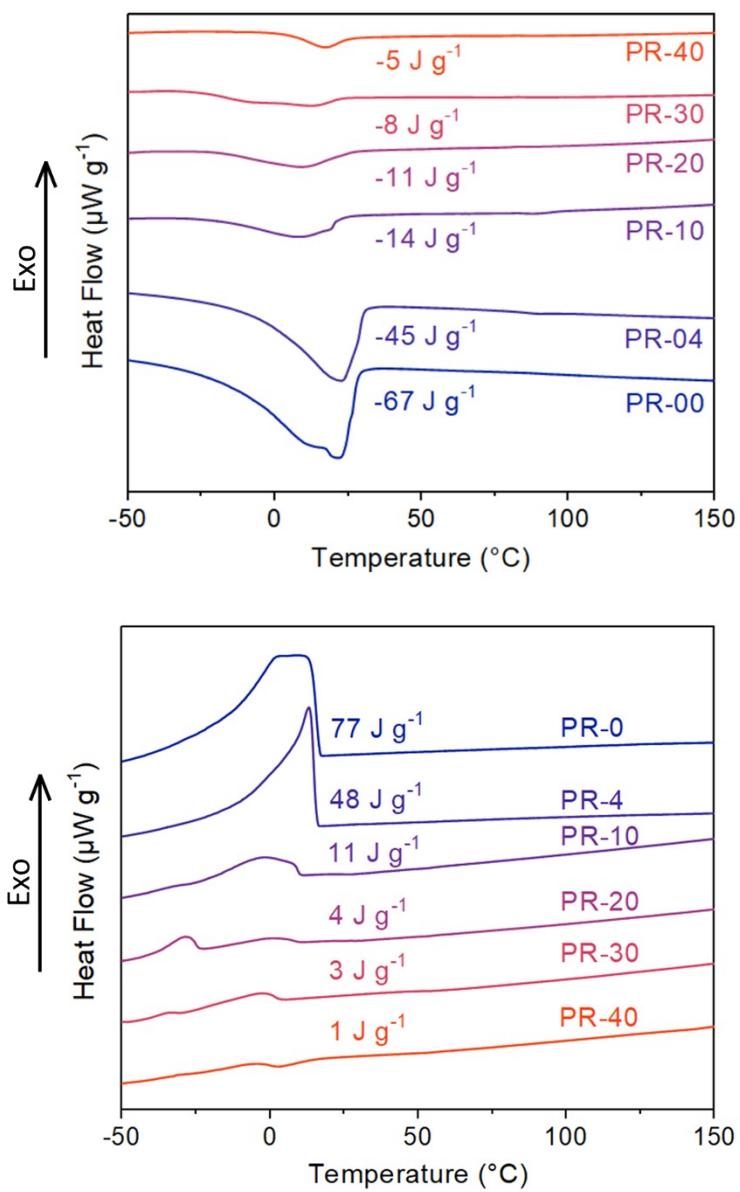 -5 J g⁻¹ PR-40
-8 J g⁻¹ PR-30
-11 J g⁻¹ PR-20
-14 J g⁻¹ PR-10
-45 J g⁻¹ PR-04
-67 J g⁻¹ PR-00
Exo
Heat Flow (µW g⁻¹)
-50 0 50 100 150
Temperature (°C)
77 J g⁻¹ PR-0
48 J g⁻¹ PR-4
11 J g⁻¹ PR-10
4 J g⁻¹ PR-20
3 J g⁻¹ PR-30
1 J g⁻¹ PR-40
Exo
Heat Flow (µW g⁻¹)
-50 0 50 100 150
Temperature (°C)